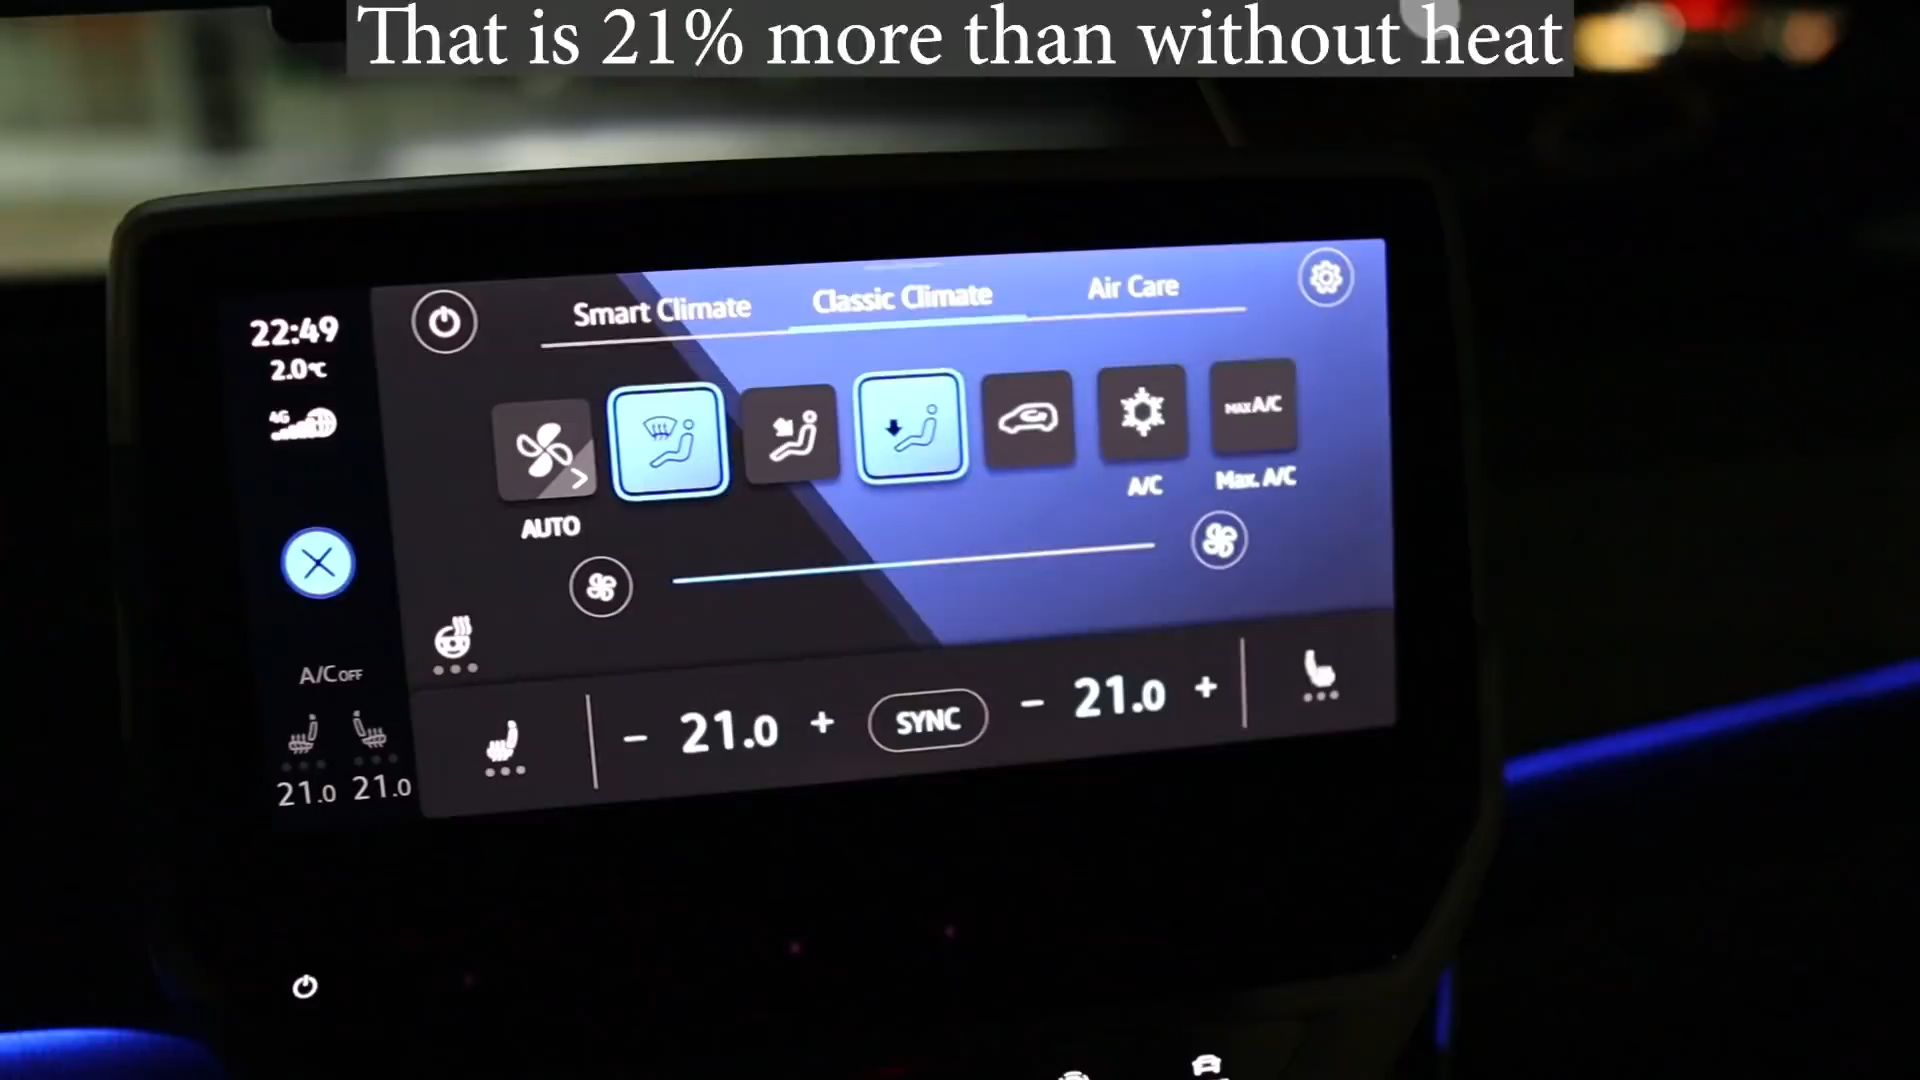 That is 21% more than without heat
22:49
2.0°C
4G
Smart Climate
Classic Climate
Air Care
MAX A/C
AUTO
A/C
Max. A/C
A/C OFF
21.0
21.0
- 21.0 +
SYNC
- 21.0 +